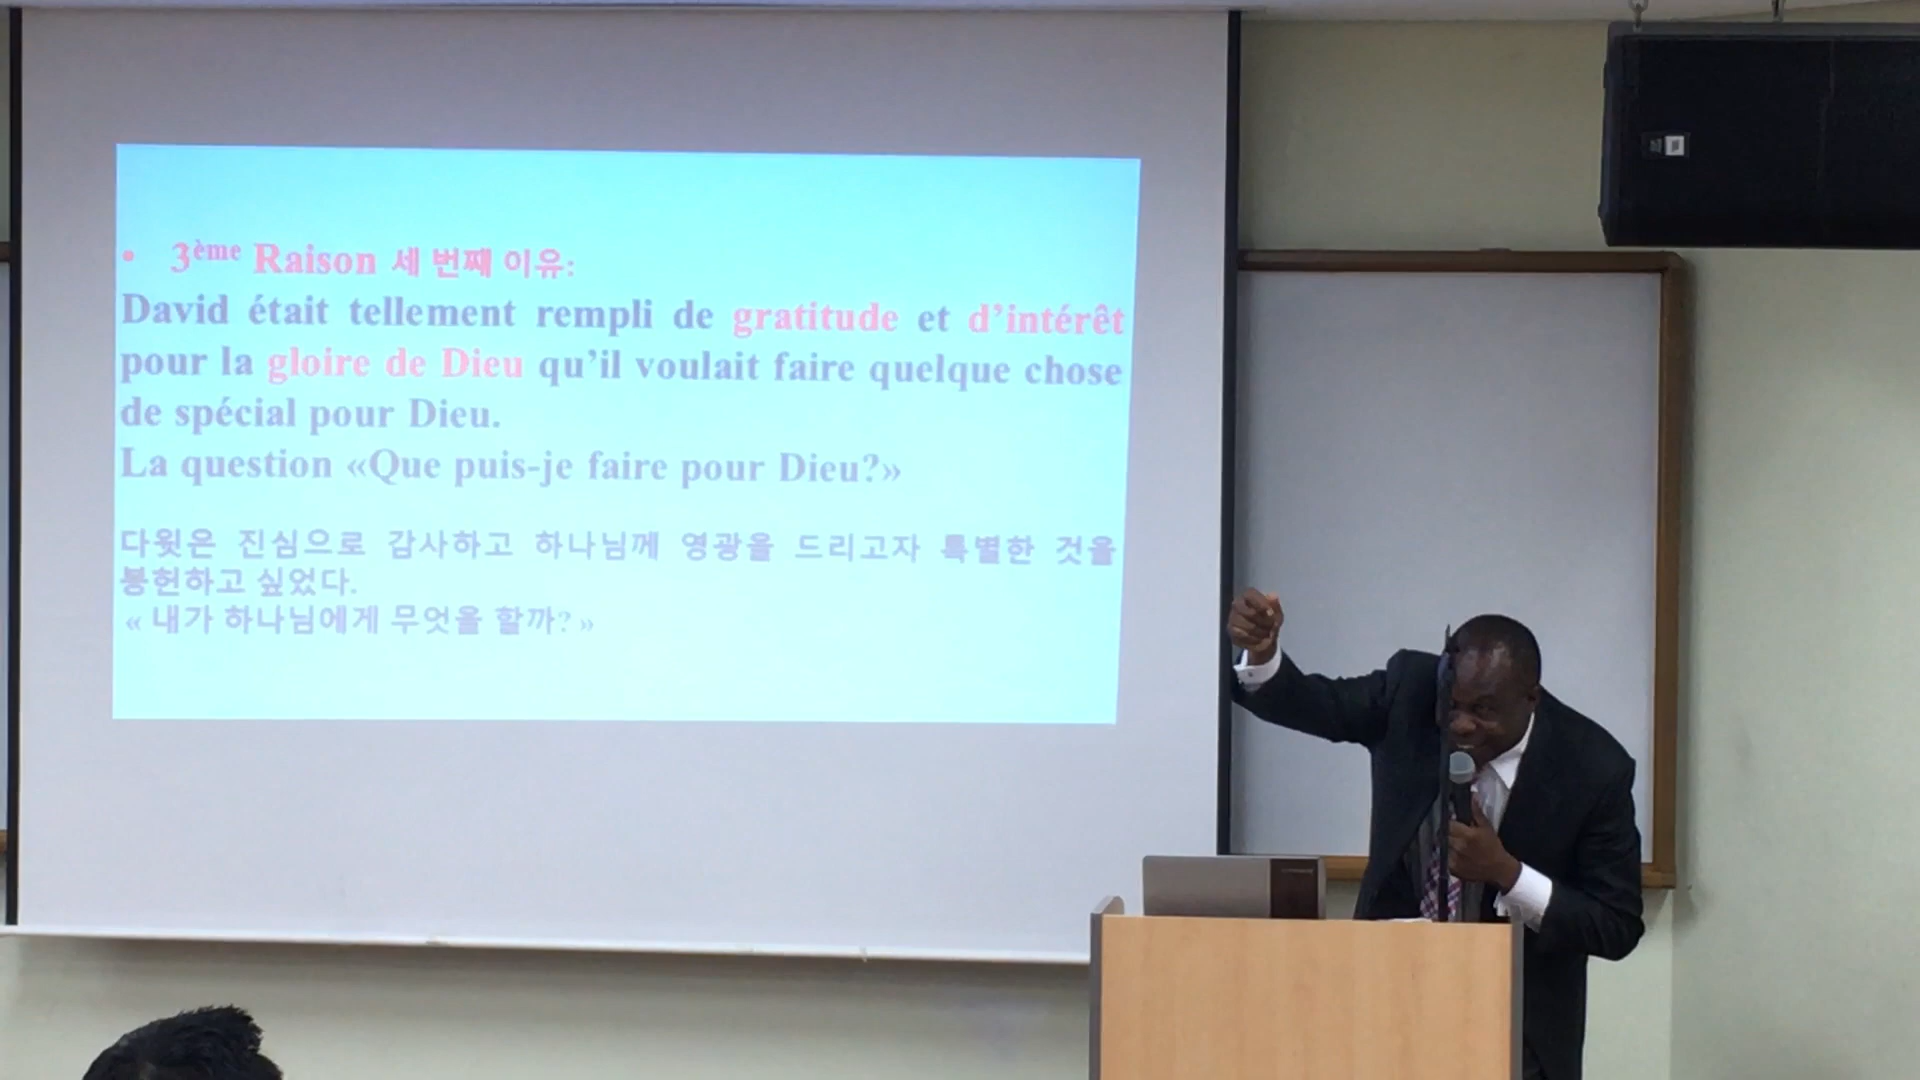 • 3ème Raison 세 번째 이유:
David était tellement rempli de gratitude et d’intérêt
pour la gloire de Dieu qu’il voulait faire quelque chose
de spécial pour Dieu.
La question «Que puis-je faire pour Dieu?»
다윗은 진심으로 감사하고 하나님께 영광을 드리고자 특별한 것을
봉헌하고 싶었다.
« 내가 하나님에게 무엇을 할까? »